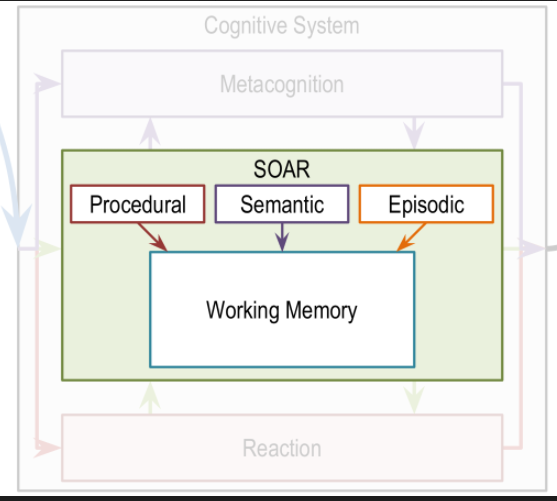 Cognitive System
Metacognition
SOAR
Procedural
Semantic
Episodic
Working Memory
Reaction